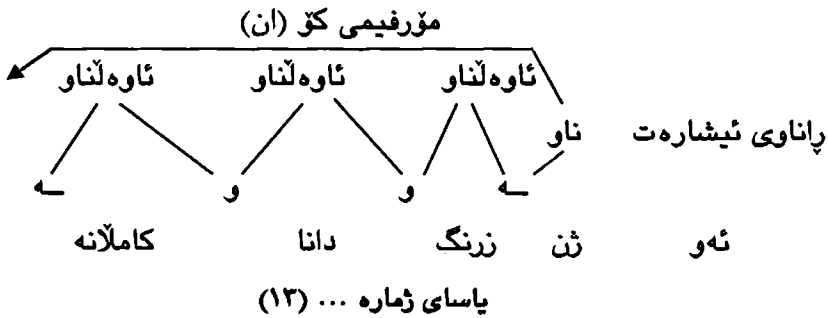 مۆرفیمی کۆ (ان)
ئاوەڵناو ئاوەڵناو ئاوەڵناو
ڕاناوی ئیشارەت ناو
ـە و و ـە
ئەو ژن زرنگ دانا کامڵانە
یاسای ژمارە ... (١٣)